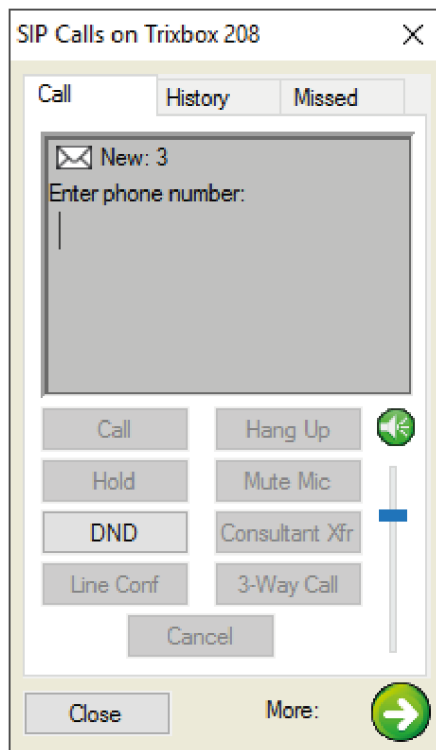 SIP Calls on Trixbox 208
Call History Missed
New: 3
Enter phone number:
Call Hang Up
Hold Mute Mic
DND Consultant Xfr
Line Conf 3-Way Call
Cancel
Close More: